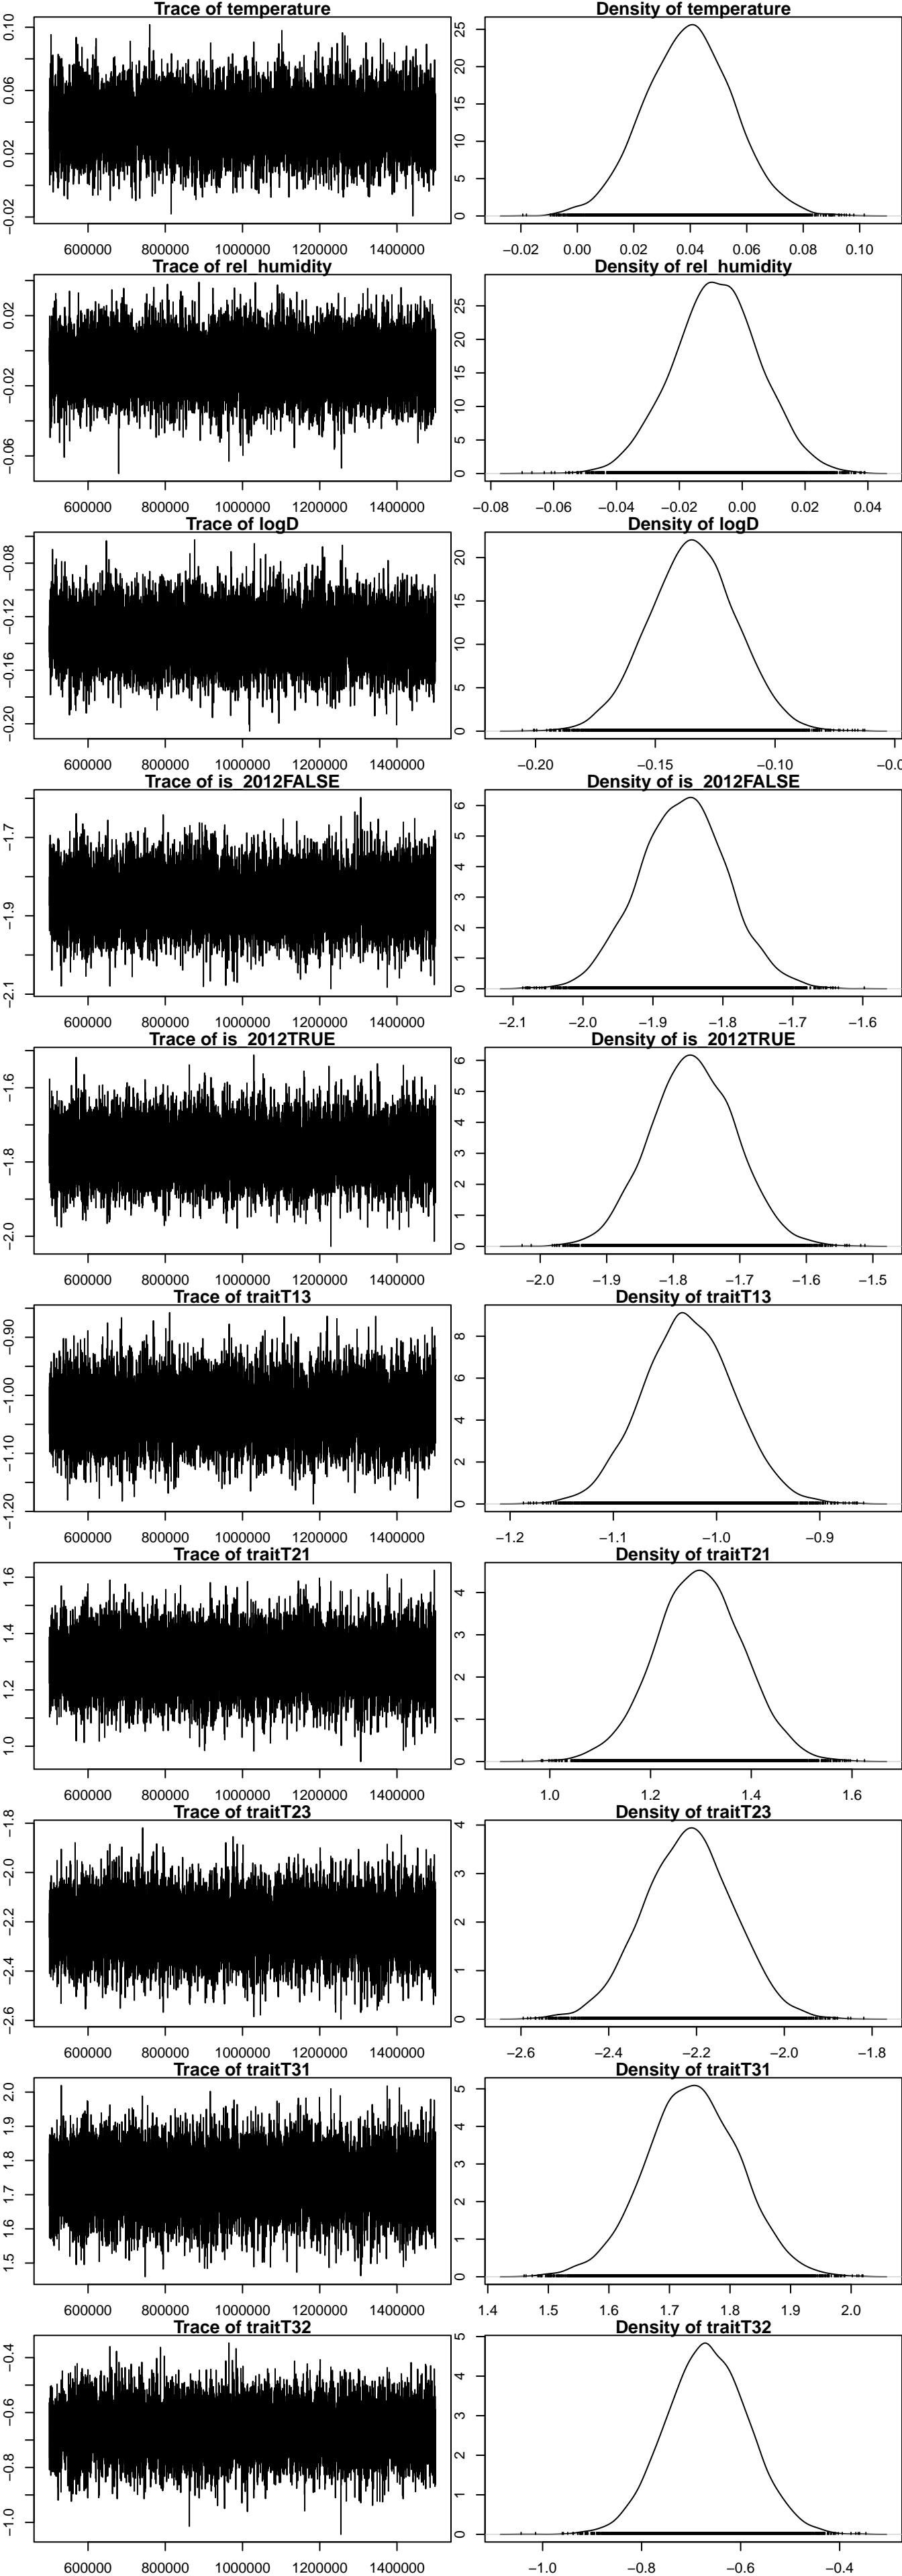 Trace of temperature
Density of temperature
0.10
0.06
0.02
−0.02
600000 800000 1000000 1200000 1400000
25
20
15
10
5
0
−0.02 0.00 0.02 0.04 0.06 0.08 0.10
Trace of rel_humidity
Density of rel_humidity
0.02
−0.02
−0.06
600000 800000 1000000 1200000 1400000
25
20
15
10
5
0
−0.08 −0.06 −0.04 −0.02 0.00 0.02 0.04
Trace of logD
Density of logD
−0.08
−0.12
−0.16
−0.20
600000 800000 1000000 1200000 1400000
20
15
10
5
0
−0.20 −0.15 −0.10 −0.0
Trace of is_2012FALSE
Density of is_2012FALSE
−1.7
−1.9
−2.1
600000 800000 1000000 1200000 1400000
6
5
4
3
2
1
0
−2.1 −2.0 −1.9 −1.8 −1.7 −1.6
Trace of is_2012TRUE
Density of is_2012TRUE
−1.6
−1.8
−2.0
600000 800000 1000000 1200000 1400000
6
5
4
3
2
1
0
−2.0 −1.9 −1.8 −1.7 −1.6 −1.5
Trace of traitT13
Density of traitT13
−0.90
−1.00
−1.10
−1.20
600000 800000 1000000 1200000 1400000
8
6
4
2
0
−1.2 −1.1 −1.0 −0.9
Trace of traitT21
Density of traitT21
1.6
1.4
1.2
1.0
600000 800000 1000000 1200000 1400000
4
3
2
1
0
1.0 1.2 1.4 1.6
Trace of traitT23
Density of traitT23
−1.8
−2.0
−2.2
−2.4
−2.6
600000 800000 1000000 1200000 1400000
4
3
2
1
0
−2.6 −2.4 −2.2 −2.0 −1.8
Trace of traitT31
Density of traitT31
2.0
1.9
1.8
1.7
1.6
1.5
600000 800000 1000000 1200000 1400000
5
4
3
2
1
0
1.4 1.5 1.6 1.7 1.8 1.9 2.0
Trace of traitT32
Density of traitT32
−0.4
−0.6
−0.8
−1.0
600000 800000 1000000 1200000 1400000
5
4
3
2
1
0
−1.0 −0.8 −0.6 −0.4